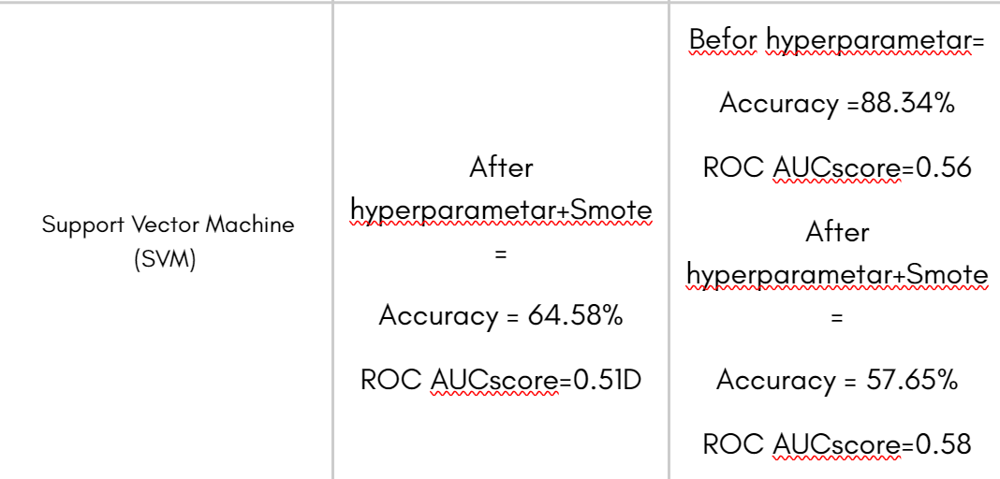 Support Vector Machine
(SVM)
After
hyperparametar+Smote
=
Accuracy = 64.58%
ROC AUCscore=0.51D
Befor hyperparametar=
Accuracy =88.34%
ROC AUCscore=0.56
After
hyperparametar+Smote
=
Accuracy = 57.65%
ROC AUCscore=0.58